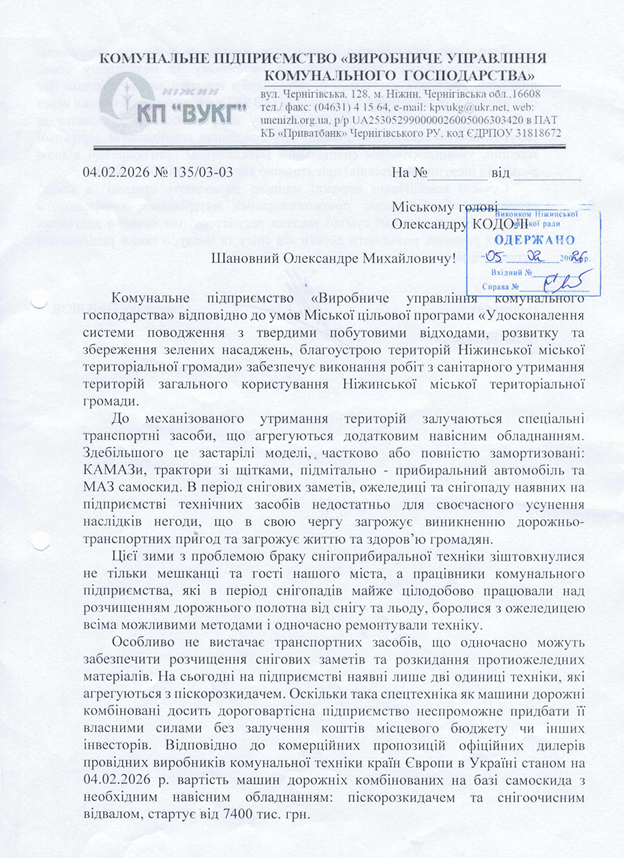 КОМУНАЛЬНЕ ПІДПРИЄМСТВО «ВИРОБНИЧЕ УПРАВЛІННЯ
КОМУНАЛЬНОГО ГОСПОДАРСТВА»
ніжин
КП "ВУКГ"
вул. Чернігівська, 128, м. Ніжин, Чернігівська обл.,16608
тел./ факс: (04631) 4 15 64, e-mail: kpvukg@ukr.net, web:
unenizh.org.ua, р/р UA253052990000026005006303420 в ПАТ
КБ «Приватбанк» Чернігівського РУ, код ЄДРПОУ 31818672
04.02.2026 № 135/03-03
На № ________ від __________
Міському голові
Олександру КОДОЛІ
Виконком Ніжинської
міської ради
ОДЕРЖАНО
05 02 2026 р.
Вхідний №
Справа №
Шановний Олександре Михайловичу!
Комунальне підприємство «Виробниче управління комунального
господарства» відповідно до умов Міської цільової програми «Удосконалення
системи поводження з твердими побутовими відходами, розвитку та
збереження зелених насаджень, благоустрою територій Ніжинської міської
територіальної громади» забезпечує виконання робіт з санітарного утримання
територій загального користування Ніжинської міської територіальної
громади.
До механізованого утримання територій залучаються спеціальні
транспортні засоби, що агрегуються додатковим навісним обладнанням.
Здебільшого це застарілі моделі, частково або повністю замортизовані:
КАМАЗи, трактори зі щітками, підмітально - прибиральний автомобіль та
МАЗ самоскид. В період снігових заметів, ожеледиці та снігопаду наявних на
підприємстві технічних засобів недостатньо для своєчасного усунення
наслідків негоди, що в свою чергу загрожує виникненню дорожньо-
транспортних пригод та загрожує життю та здоров’ю громадян.
Цієї зими з проблемою браку снігоприбиральної техніки зіштовхнулися
не тільки мешканці та гості нашого міста, а працівники комунального
підприємства, які в період снігопадів майже цілодобово працювали над
розчищенням дорожнього полотна від снігу та льоду, боролися з ожеледицею
всіма можливими методами і одночасно ремонтували техніку.
Особливо не вистачає транспортних засобів, що одночасно можуть
забезпечити розчищення снігових заметів та розкидання протиожеледних
матеріалів. На сьогодні на підприємстві наявні лише дві одиниці техніки, які
агрегуються з піскорозкидачем. Оскільки така спецтехніка як машини дорожні
комбіновані досить дороговартісна підприємство неспроможне придбати її
власними силами без залучення коштів місцевого бюджету чи інших
інвесторів. Відповідно до комерційних пропозицій офіційних дилерів
провідних виробників комунальної техніки країн Європи в Україні станом на
04.02.2026 р. вартість машин дорожніх комбінованих на базі самоскида з
необхідним навісним обладнанням: піскорозкидачем та снігоочисним
відвалом, стартує від 7400 тис. грн.